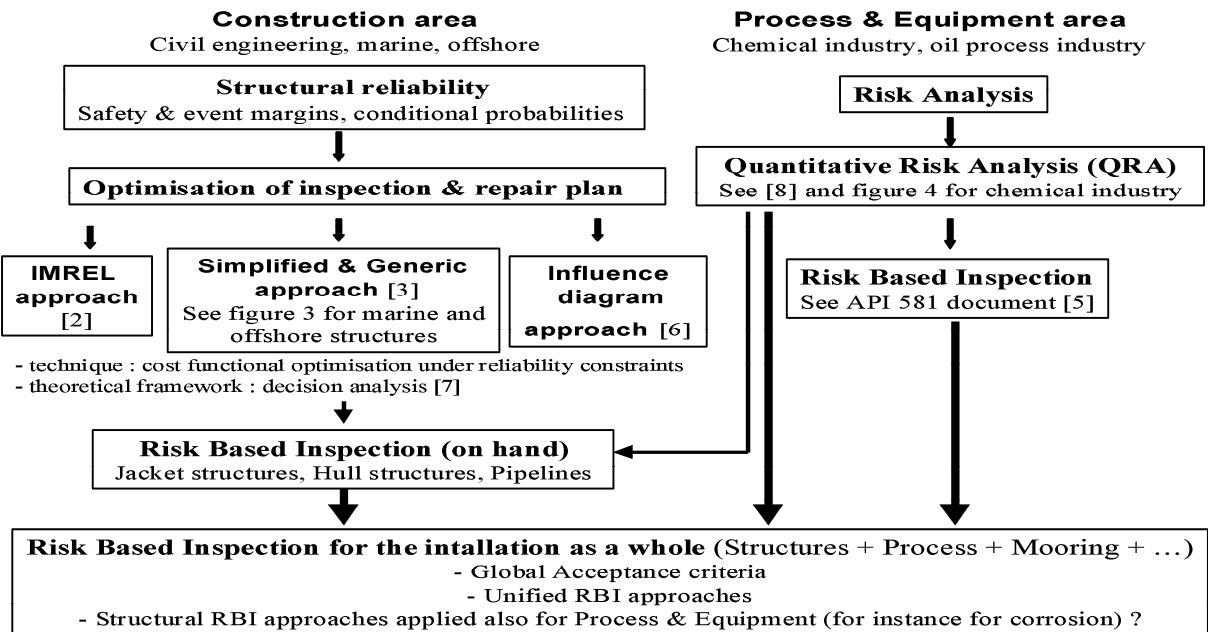 Construction area
Civil engineering, marine, offshore
Structural reliability
Safety & event margins, conditional probabilities
Optimisation of inspection & repair plan
IMREL
approach
[2]
Simplified & Generic
approach [3]
See figure 3 for marine and
offshore structures
Influence
diagram
approach [6]
- technique : cost functional optimisation under reliability constraints
- theoretical framework : decision analysis [7]
Risk Based Inspection (on hand)
Jacket structures, Hull structures, Pipelines
Process & Equipment area
Chemical industry, oil process industry
Risk Analysis
Quantitative Risk Analysis (QRA)
See [8] and figure 4 for chemical industry
Risk Based Inspection
See API 581 document [5]
Risk Based Inspection for the intallation as a whole (Structures + Process + Mooring + …)
- Global Acceptance criteria
- Unified RBI approaches
- Structural RBI approaches applied also for Process & Equipment (for instance for corrosion) ?